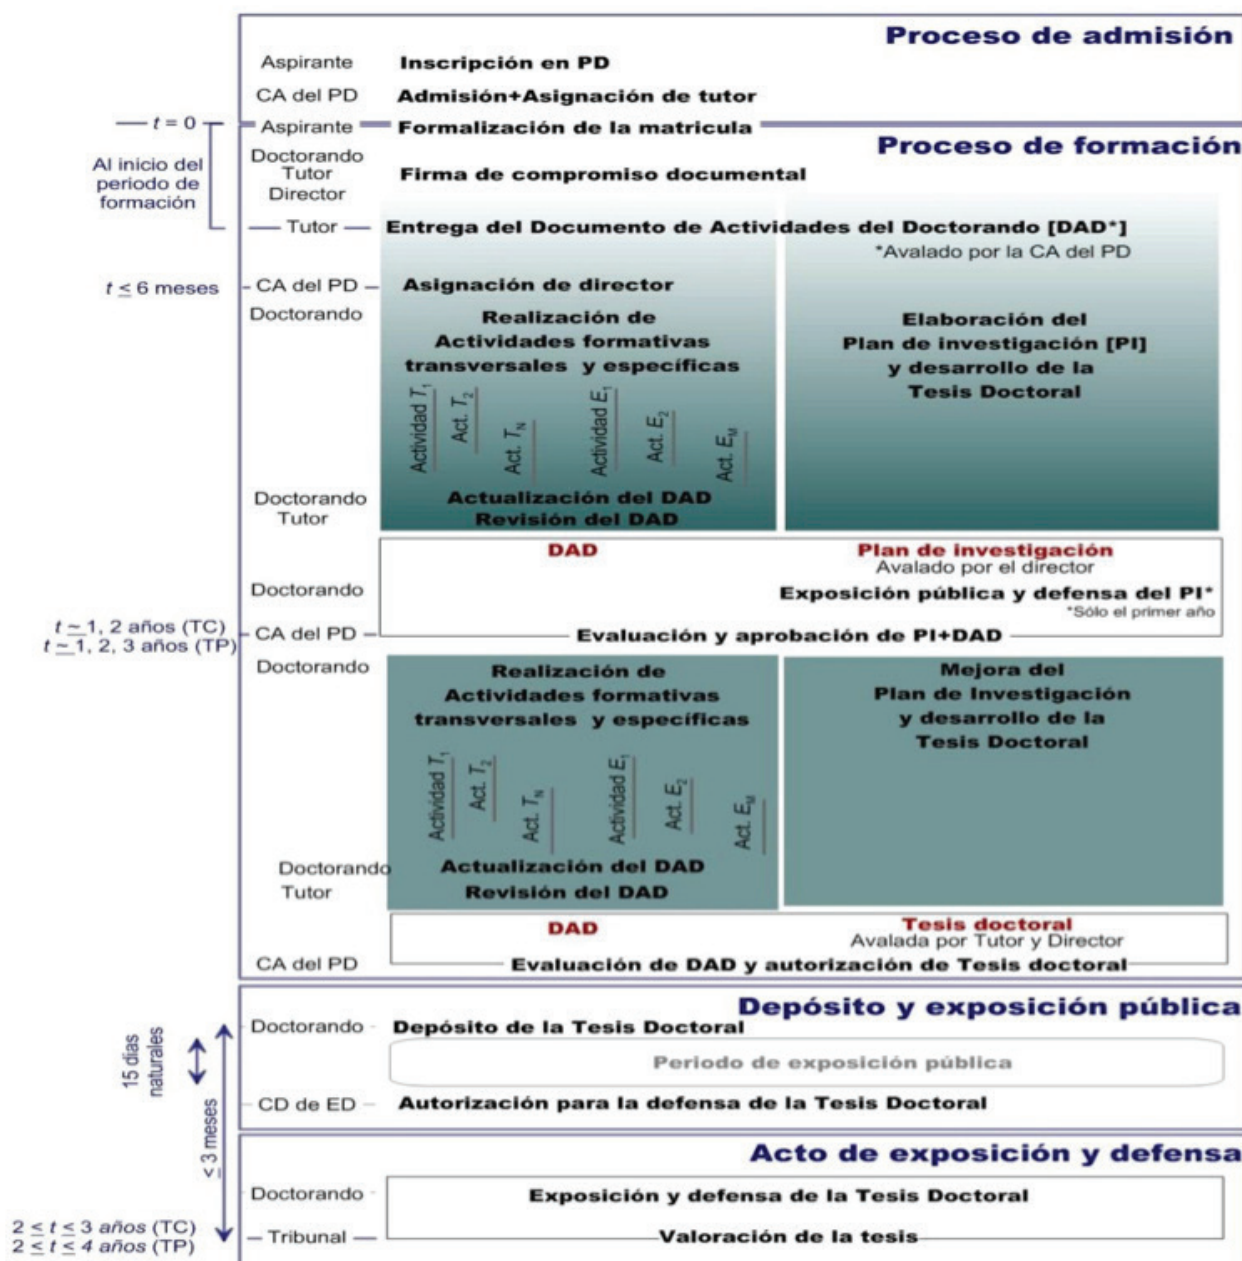 Proceso de admisión
Aspirante Inscripción en PD
CA del PD Admisión+Asignación de tutor
t = 0 Aspirante Formalización de la matricula
Proceso de formación
Al inicio del periodo de formación
Doctorando
Tutor Firma de compromiso documental
Director
Tutor Entrega del Documento de Actividades del Doctorando [DAD*]
*Avalado por la CA del PD
t ≤ 6 meses CA del PD Asignación de director
Doctorando Realización de
Actividades formativas
transversales y específicas
Elaboración del
Plan de investigación [PI]
y desarrollo de la
Tesis Doctoral
Actividad T1
Act. T2
Act. TN
Actividad E1
Act. E2
Act. EM
Doctorando Actualización del DAD
Tutor Revisión del DAD
DAD Plan de investigación
Avalado por el director
Doctorando Exposición pública y defensa del PI*
*Sólo el primer año
t ~ 1, 2 años (TC)
t ~ 1, 2, 3 años (TP)
CA del PD Evaluación y aprobación de PI+DAD
Doctorando Realización de
Actividades formativas
transversales y específicas
Mejora del
Plan de Investigación
y desarrollo de la
Tesis Doctoral
Actividad T1
Act. T2
Act. TN
Actividad E1
Act. E2
Act. EM
Doctorando Actualización del DAD
Tutor Revisión del DAD
DAD Tesis doctoral
Avalada por Tutor y Director
CA del PD Evaluación de DAD y autorización de Tesis doctoral
Depósito y exposición pública
Doctorando Depósito de la Tesis Doctoral
15 dias
naturales
Periodo de exposición pública
CD de ED Autorización para la defensa de la Tesis Doctoral
≤ 3 meses
Acto de exposición y defensa
Doctorando Exposición y defensa de la Tesis Doctoral
2 ≤ t ≤ 3 años (TC)
2 ≤ t ≤ 4 años (TP)
Tribunal Valoración de la tesis